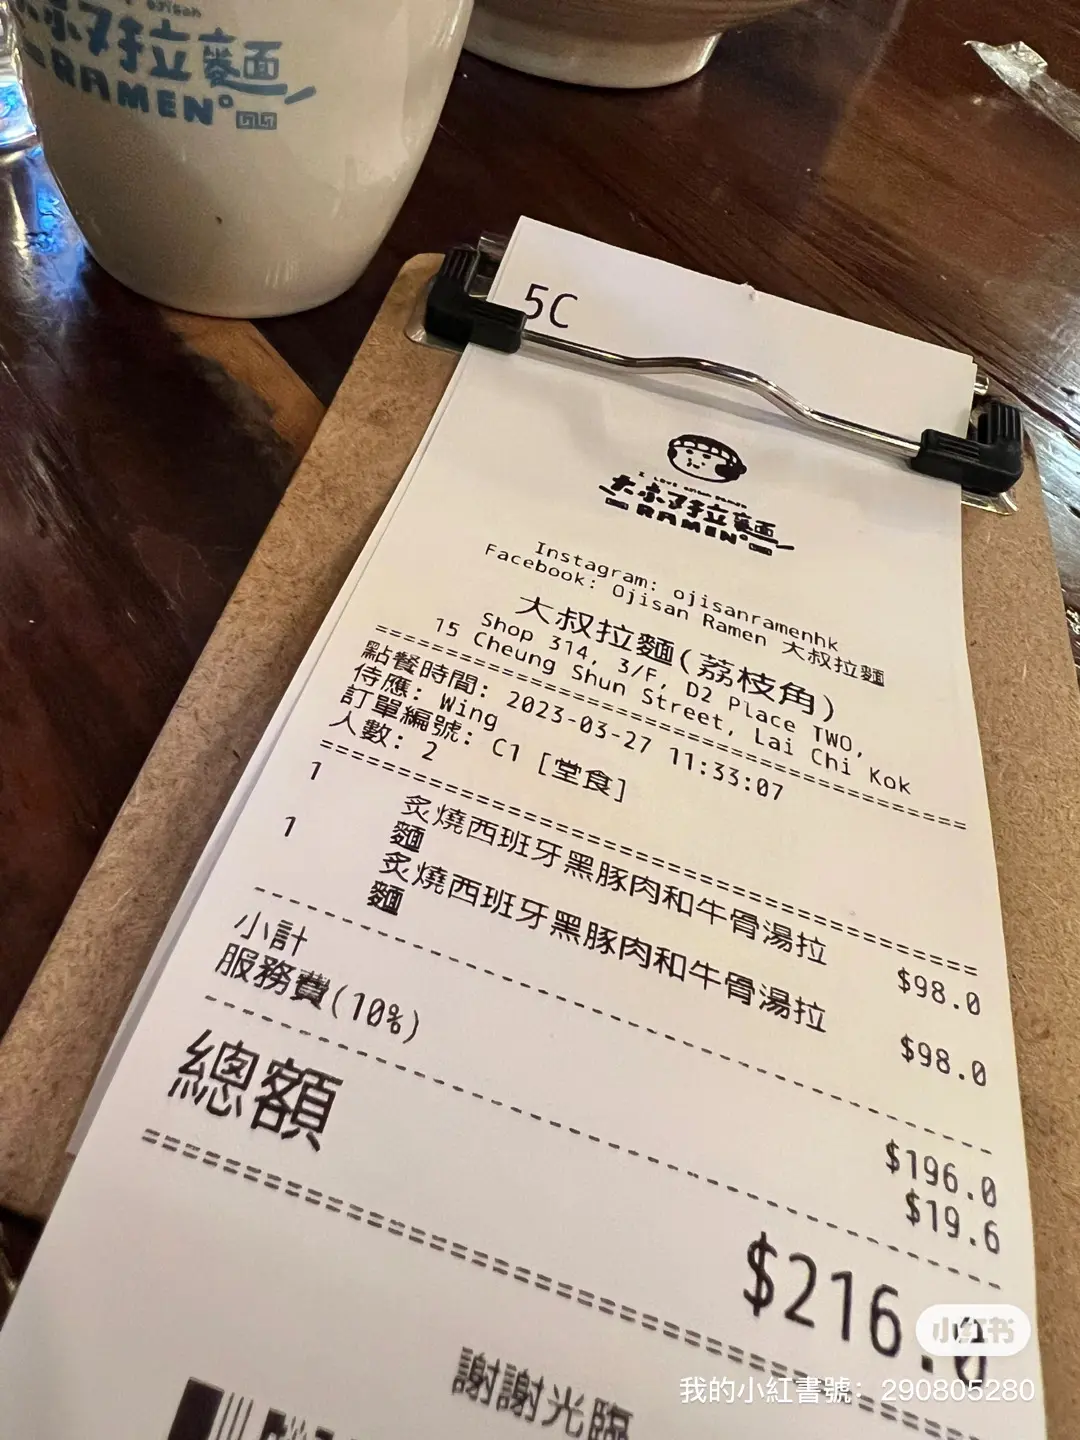 ojisan
大叔拉麵
RAMEN
5C
I LOVE OJISAN RAMEN
大叔拉麵
RAMEN
Instagram: ojisanramenhk
Facebook: Ojisan Ramen 大叔拉麵
大叔拉麵(荔枝角)
Shop 314, 3/F, D2 Place TWO,
15 Cheung Shun Street, Lai Chi Kok
點餐時間: 2023-03-27 11:33:07
侍應: Wing
訂單編號: C1 [堂食]
人數: 2
1 炙燒西班牙黑豚肉和牛骨湯拉
麵 $98.0
1 炙燒西班牙黑豚肉和牛骨湯拉
麵 $98.0
小計 $196.0
服務費(10%) $19.6
總額 $216.0
謝謝光臨
小红书
我的小紅書號: 290805280